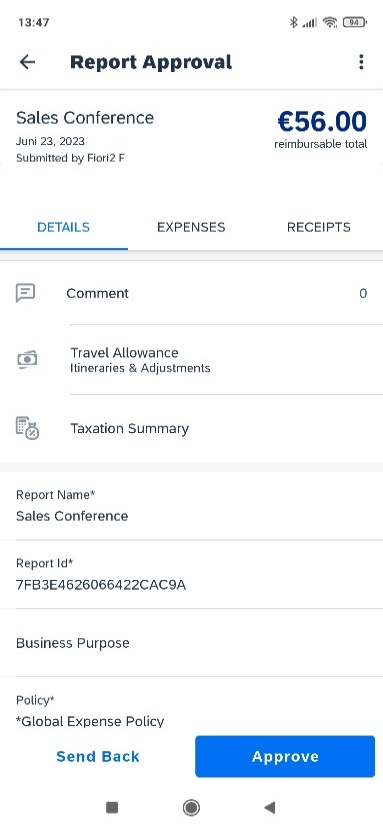 13:47
94
Report Approval
Sales Conference
€56.00
Juni 23, 2023
reimbursable total
Submitted by Fiori2 F
DETAILS
EXPENSES
RECEIPTS
Comment
0
Travel Allowance
Itineraries & Adjustments
Taxation Summary
Report Name*
Sales Conference
Report Id*
7FB3E4626066422CAC9A
Business Purpose
Policy*
*Global Expense Policy
Send Back
Approve